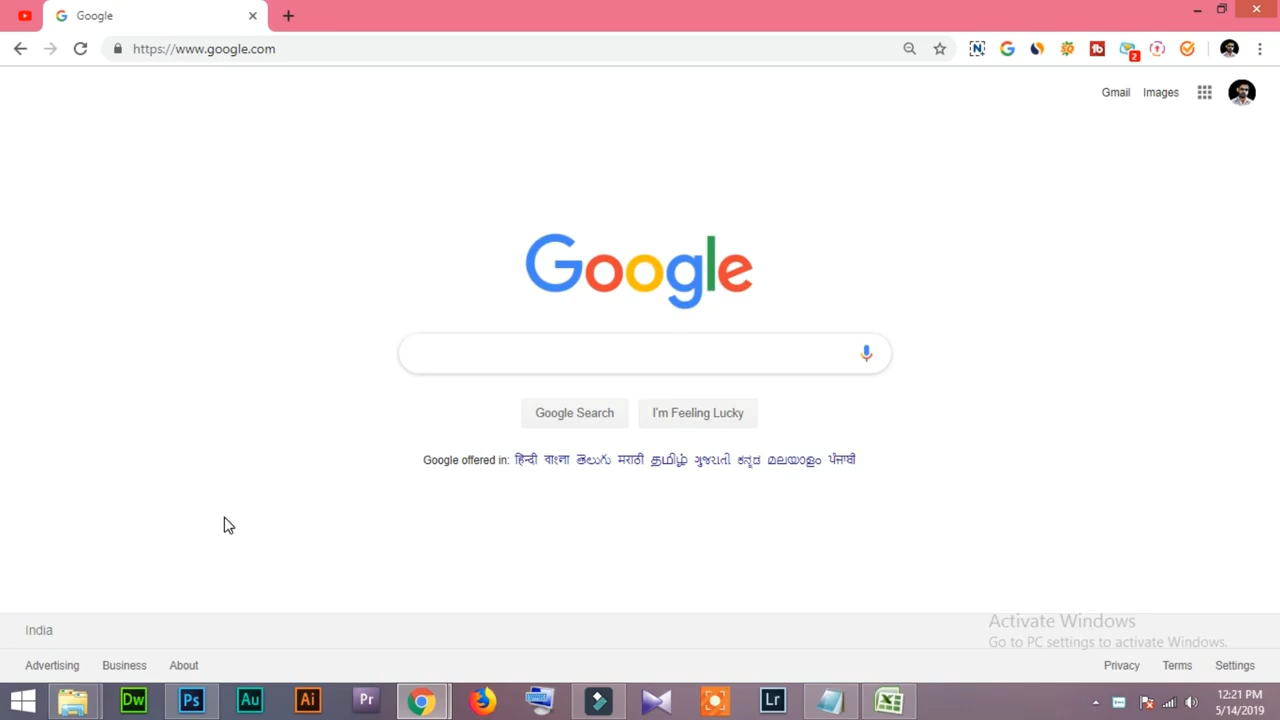 Google
https://www.google.com
2
Gmail Images
Google
Google Search I'm Feeling Lucky
Google offered in: हिन्दी বাংলা తెలుగు मराठी தமிழ் ગુજરાતી ಕನ್ನಡ മലയാളം ਪੰਜਾਬੀ
India
Activate Windows
Go to PC settings to activate Windows.
Advertising Business About
Privacy Terms Settings
Dw Ps Au Ai Pr Lr
12:21 PM
5/14/2019